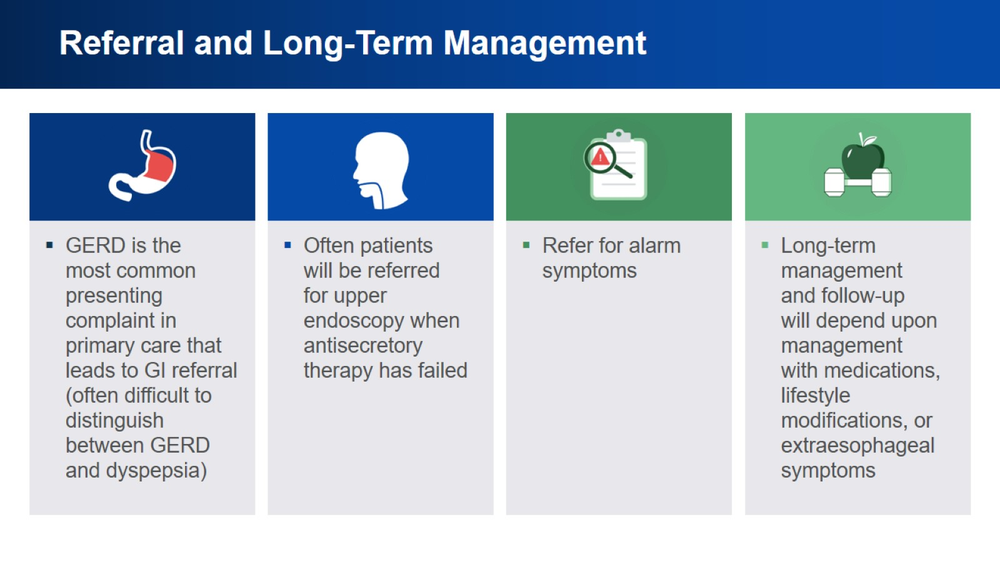 Referral and Long-Term Management
▪ GERD is the
most common
presenting
complaint in
primary care that
leads to GI referral
(often difficult to
distinguish
between GERD
and dyspepsia)
▪ Often patients
will be referred
for upper
endoscopy when
antisecretory
therapy has failed
▪ Refer for alarm
symptoms
▪ Long-term
management
and follow-up
will depend upon
management
with medications,
lifestyle
modifications, or
extraesophageal
symptoms